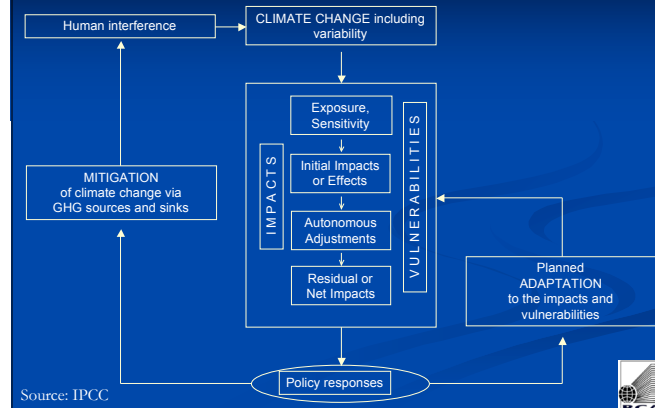 Human interference
CLIMATE CHANGE including
variability
Exposure,
Sensitivity
Initial Impacts
or Effects
Autonomous
Adjustments
Residual or
Net Impacts
IMPACTS
VULNERABILITIES
MITIGATION
of climate change via
GHG sources and sinks
Planned
ADAPTATION
to the impacts and
vulnerabilities
Policy responses
Source: IPCC